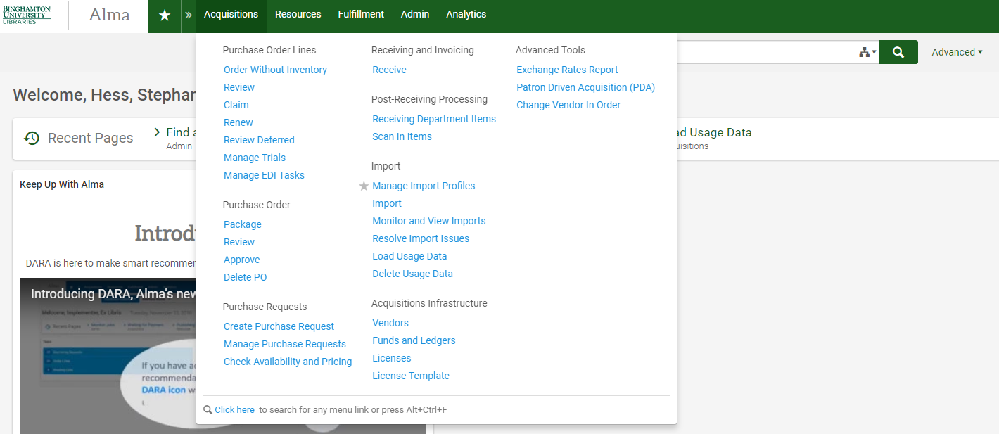 BINGHAMTON
UNIVERSITY
LIBRARIES
Alma
Acquisitions
Resources
Fulfillment
Admin
Analytics
Advanced
Welcome, Hess, Stephan
Recent Pages
Find a
Admin
ad Usage Data
uisitions
Keep Up With Alma
Introdu
DARA is here to make smart recommen
Introducing DARA, Alma's new
Welcome, Implementer, Ex Libris
Recent Pages
If you have ac
recommenda
DARA icon w
Purchase Order Lines
Order Without Inventory
Review
Claim
Renew
Review Deferred
Manage Trials
Manage EDI Tasks
Purchase Order
Package
Review
Approve
Delete PO
Purchase Requests
Create Purchase Request
Manage Purchase Requests
Check Availability and Pricing
Receiving and Invoicing
Receive
Post-Receiving Processing
Receiving Department Items
Scan In Items
Import
Manage Import Profiles
Import
Monitor and View Imports
Resolve Import Issues
Load Usage Data
Delete Usage Data
Acquisitions Infrastructure
Vendors
Funds and Ledgers
Licenses
License Template
Advanced Tools
Exchange Rates Report
Patron Driven Acquisition (PDA)
Change Vendor In Order
Click here to search for any menu link or press Alt+Ctrl+F